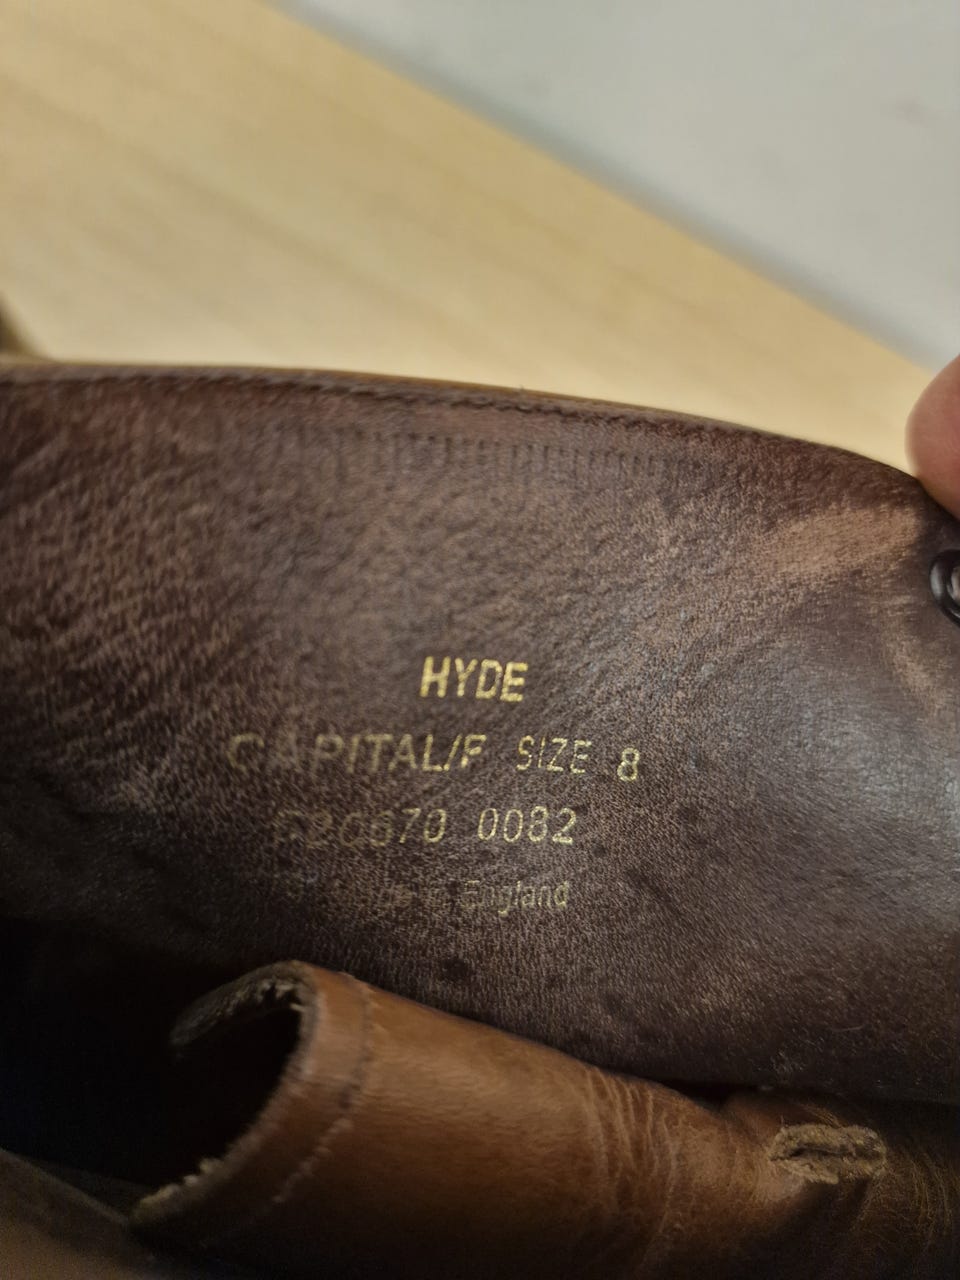 HYDE
CAPITAL/F SIZE 8
0082
England